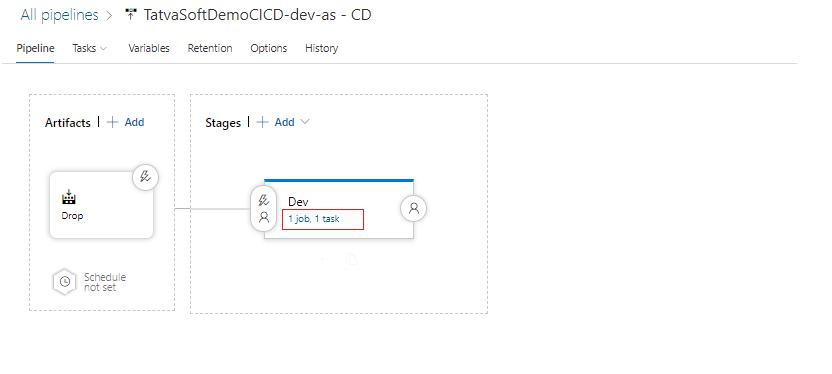 All pipelines > TatvaSoftDemoCICD-dev-as - CD
Pipeline Tasks Variables Retention Options History
Artifacts | + Add
Stages | + Add
Drop
Dev
1 job, 1 task
Schedule
not set